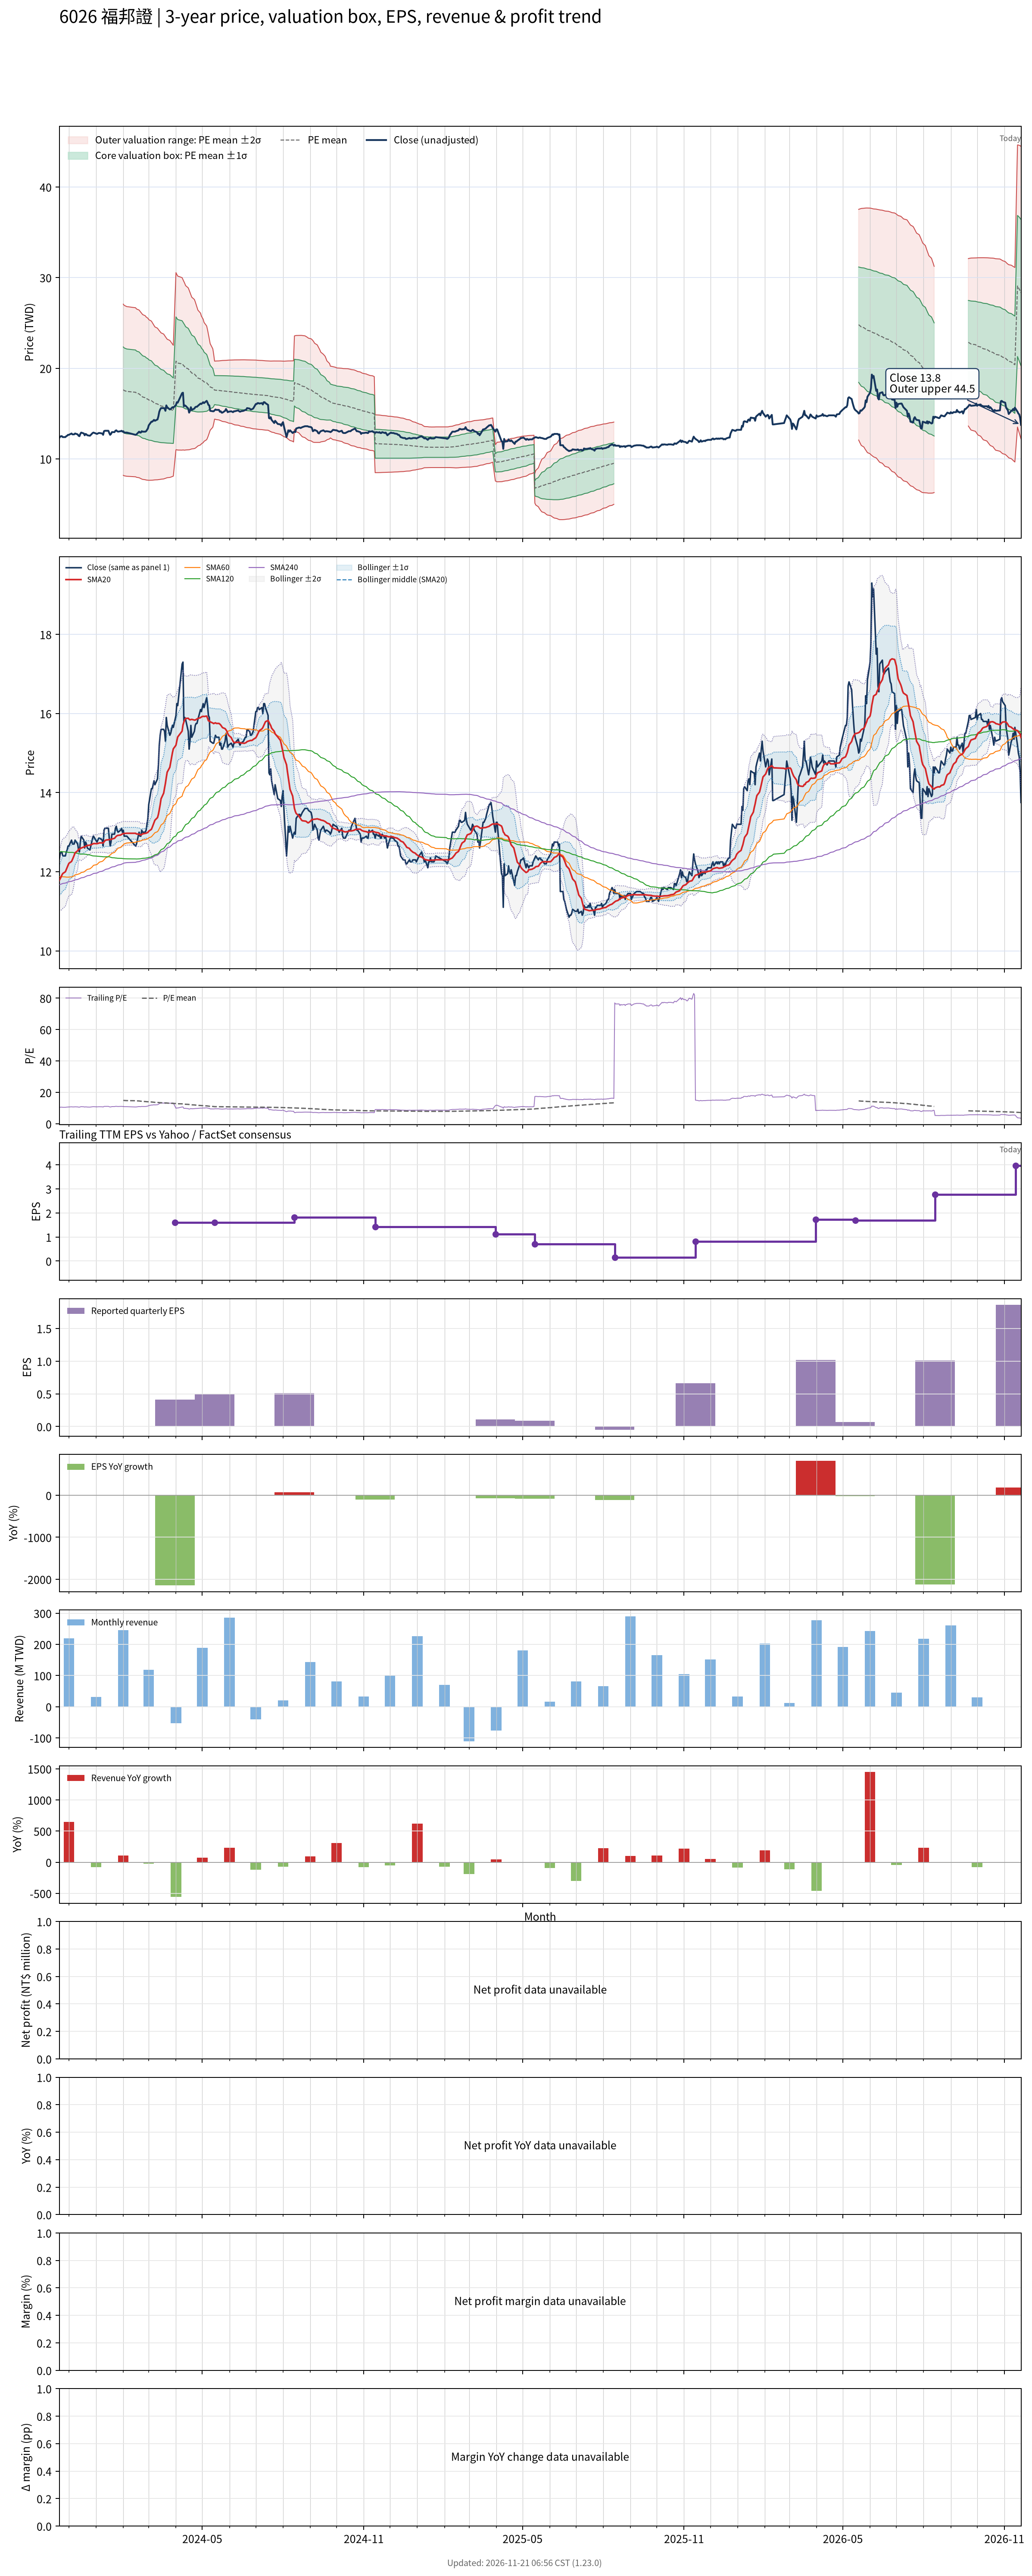 6026 福邦證 | 3-year price, valuation box, EPS, revenue & profit trend
Outer valuation range: PE mean ±2σ
PE mean
Close (unadjusted)
Core valuation box: PE mean ±1σ
Today
40
30
20
10
Price (TWD)
Close 13.8
Outer upper 44.5
Close (same as panel 1)
SMA60
SMA240
Bollinger ±1σ
SMA20
SMA120
Bollinger ±2σ
Bollinger middle (SMA20)
18
16
14
12
10
Price
Trailing P/E
P/E mean
80
60
40
20
0
P/E
Trailing TTM EPS vs Yahoo / FactSet consensus
Today
4
3
2
1
0
EPS
Reported quarterly EPS
1.5
1.0
0.5
0.0
EPS
EPS YoY growth
0
-1000
-2000
YoY (%)
Monthly revenue
300
200
100
0
-100
Revenue (M TWD)
Revenue YoY growth
1500
1000
500
0
-500
YoY (%)
Month
1.0
0.8
0.6
0.4
0.2
0.0
Net profit (NT$ million)
Net profit data unavailable
1.0
0.8
0.6
0.4
0.2
0.0
YoY (%)
Net profit YoY data unavailable
1.0
0.8
0.6
0.4
0.2
0.0
Margin (%)
Net profit margin data unavailable
1.0
0.8
0.6
0.4
0.2
0.0
Δ margin (pp)
Margin YoY change data unavailable
2024-05
2024-11
2025-05
2025-11
2026-05
2026-11
Updated: 2026-11-21 06:56 CST (1.23.0)